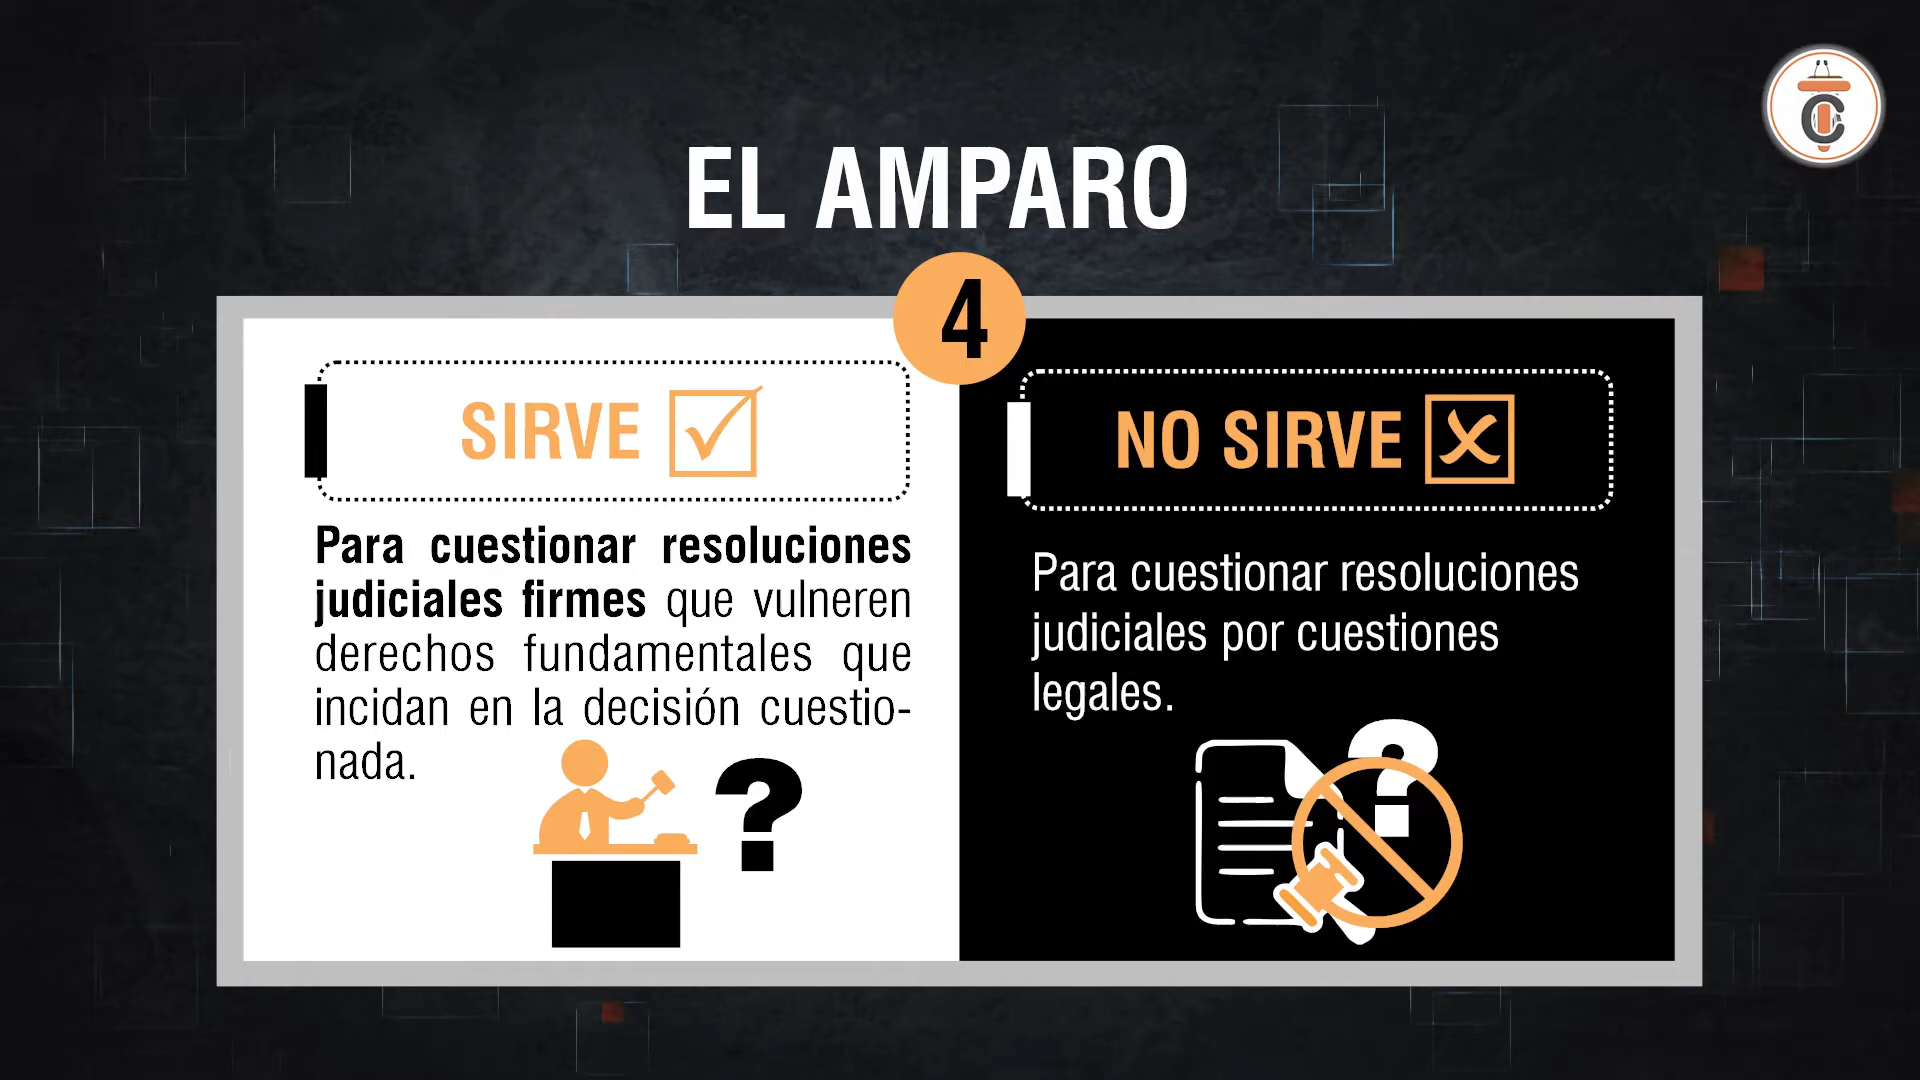 EL AMPARO
4
SIRVE
Para cuestionar resoluciones
judiciales firmes que vulneren
derechos fundamentales que
incidan en la decisión cuestio-
nada.
?
NO SIRVE
Para cuestionar resoluciones
judiciales por cuestiones
legales.
?